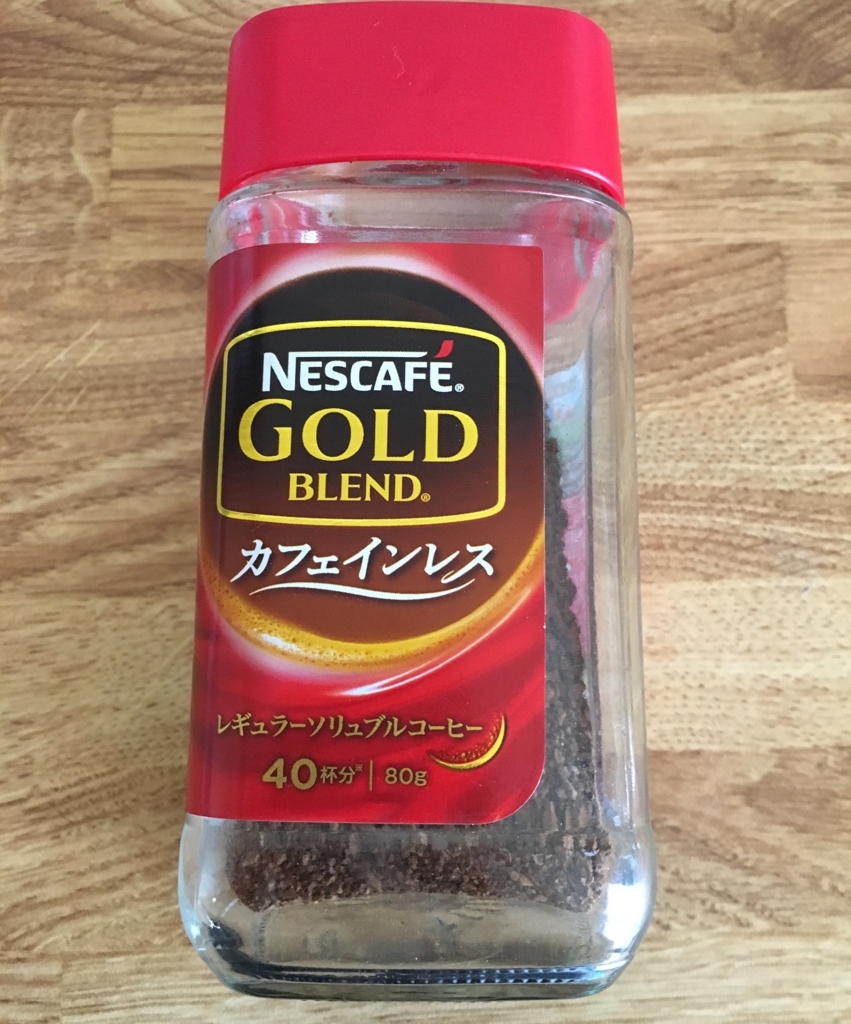 NESCAFÉ®
GOLD
BLEND®
カフェインレス
レギュラーソリュブルコーヒー
40杯分※ | 80g